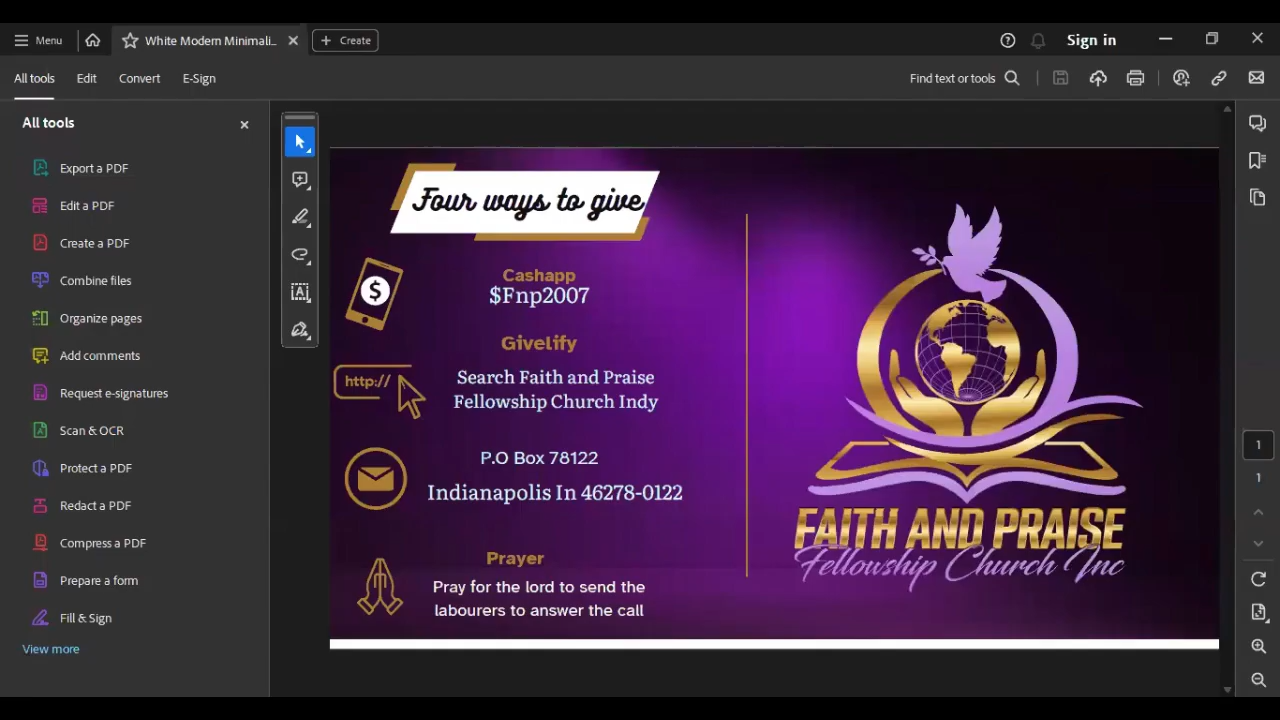 Menu
White Modern Minimali...
Create
Sign in
All tools
Edit
Convert
E-Sign
Find text or tools
All tools
Export a PDF
Edit a PDF
Create a PDF
Combine files
Organize pages
Add comments
Request e-signatures
Scan & OCR
Protect a PDF
Redact a PDF
Compress a PDF
Prepare a form
Fill & Sign
View more
Four ways to give
$
Cashapp
$Fnp2007
Givelify
http://
Search Faith and Praise
Fellowship Church Indy
P.O Box 78122
Indianapolis In 46278-0122
Prayer
Pray for the lord to send the
labourers to answer the call
FAITH AND PRAISE
Fellowship Church Inc
1
1